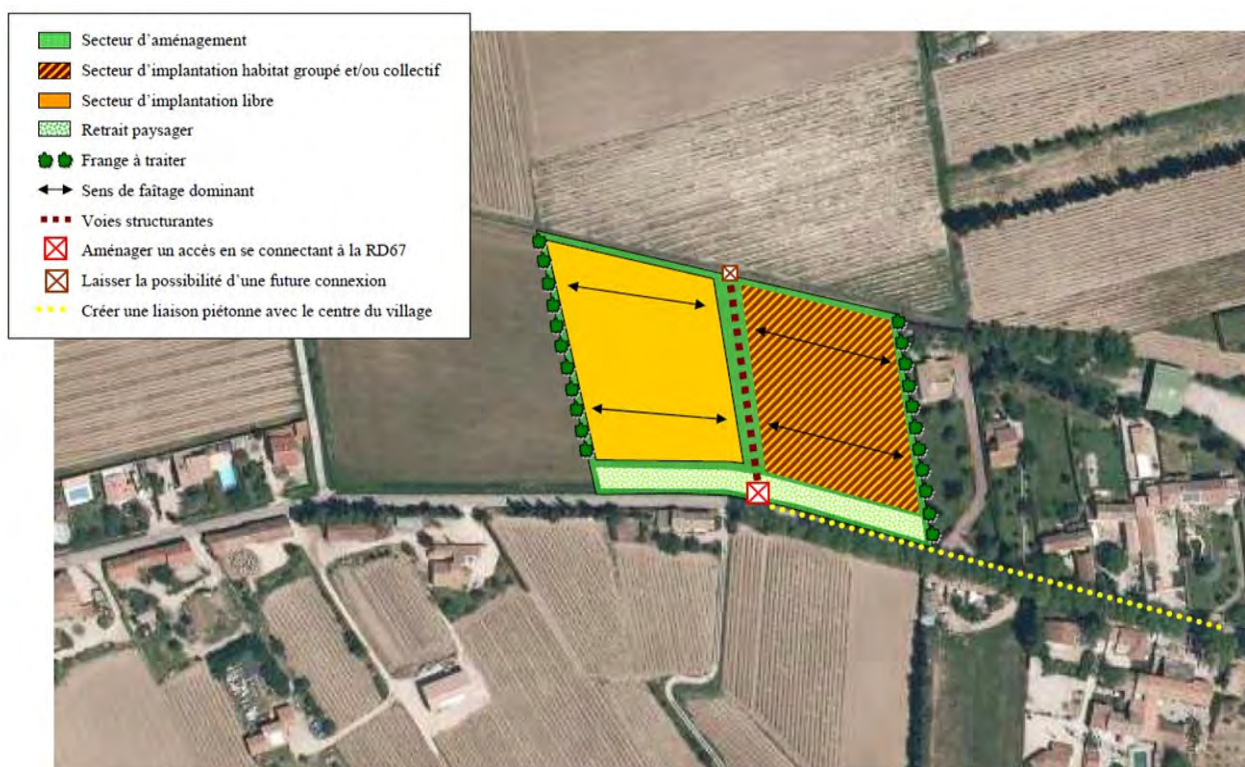 Secteur d'aménagement
Secteur d'implantation habitat groupé et/ou collectif
Secteur d'implantation libre
Retrait paysager
Frange à traiter
Sens de faîtage dominant
Voies structurantes
Aménager un accès en se connectant à la RD67
Laisser la possibilité d'une future connexion
Créer une liaison piétonne avec le centre du village